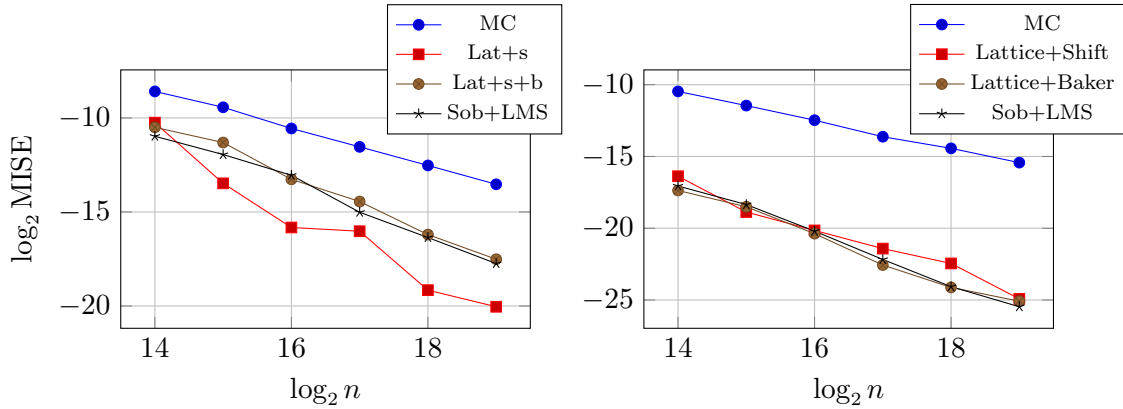 MC
Lat+s
Lat+s+b
Sob+LMS
−10
−15
−20
14
16
18
log₂ n
log₂ MISE
MC
Lattice+Shift
Lattice+Baker
Sob+LMS
−10
−15
−20
−25
14
16
18
log₂ n